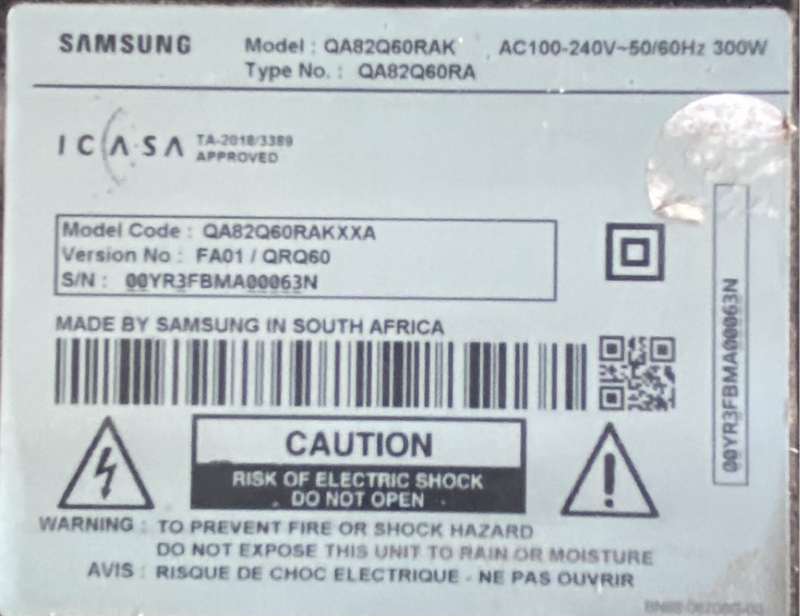 SAMSUNG Model : QA82Q60RAK AC100-240V~50/60Hz 300W
Type No. : QA82Q60RA
ICASA TA-2018/3389
APPROVED
Model Code : QA82Q60RAKXXA
Version No : FA01 / QRQ60
S/N : 00YR3FBMA00063N
00YR3FBMA00063N
MADE BY SAMSUNG IN SOUTH AFRICA
CAUTION
RISK OF ELECTRIC SHOCK
DO NOT OPEN
WARNING : TO PREVENT FIRE OR SHOCK HAZARD
DO NOT EXPOSE THIS UNIT TO RAIN OR MOISTURE
AVIS : RISQUE DE CHOC ELECTRIQUE - NE PAS OUVRIR